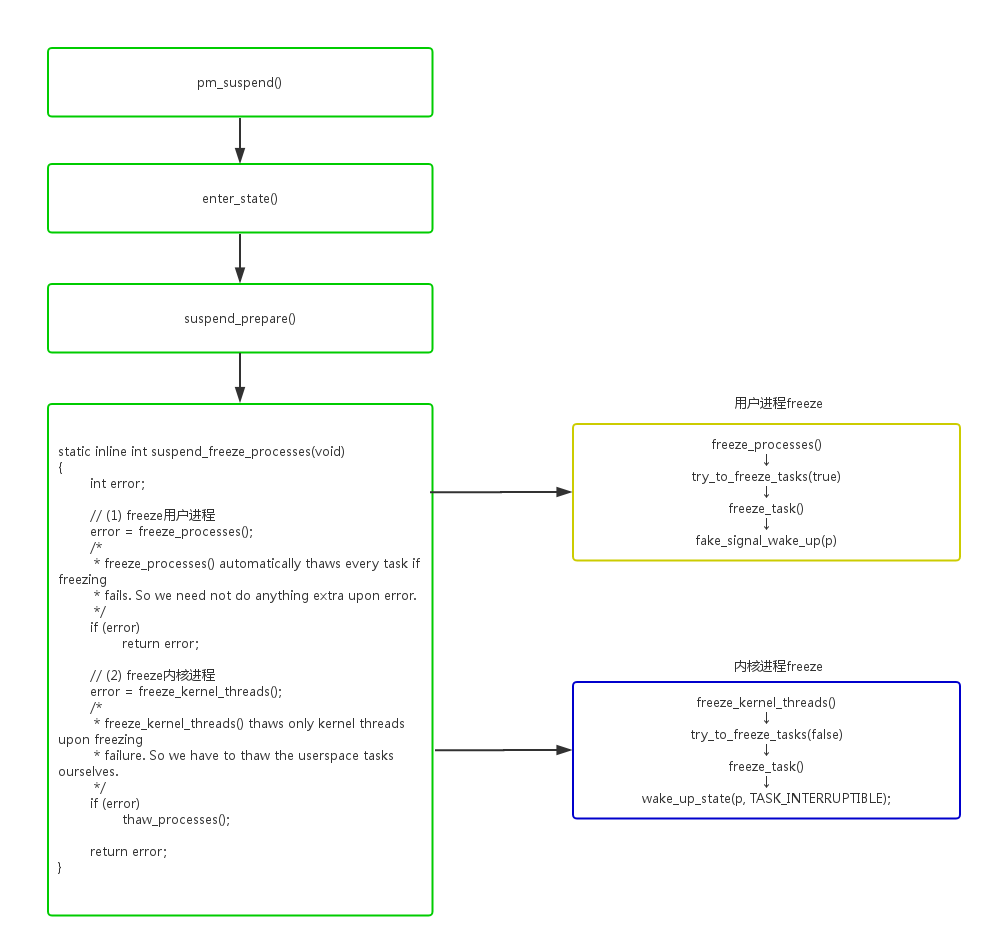 pm_suspend()
enter_state()
suspend_prepare()
static inline int suspend_freeze_processes(void)
{
int error;
// (1) freeze用户进程
error = freeze_processes();
/*
* freeze_processes() automatically thaws every task if
freezing
* fails. So we need not do anything extra upon error.
*/
if (error)
return error;
// (2) freeze内核进程
error = freeze_kernel_threads();
/*
* freeze_kernel_threads() thaws only kernel threads
upon freezing
* failure. So we have to thaw the userspace tasks
ourselves.
*/
if (error)
thaw_processes();
return error;
}
用户进程freeze
freeze_processes()
↓
try_to_freeze_tasks(true)
↓
freeze_task()
↓
fake_signal_wake_up(p)
内核进程freeze
freeze_kernel_threads()
↓
try_to_freeze_tasks(false)
↓
freeze_task()
↓
wake_up_state(p, TASK_INTERRUPTIBLE);